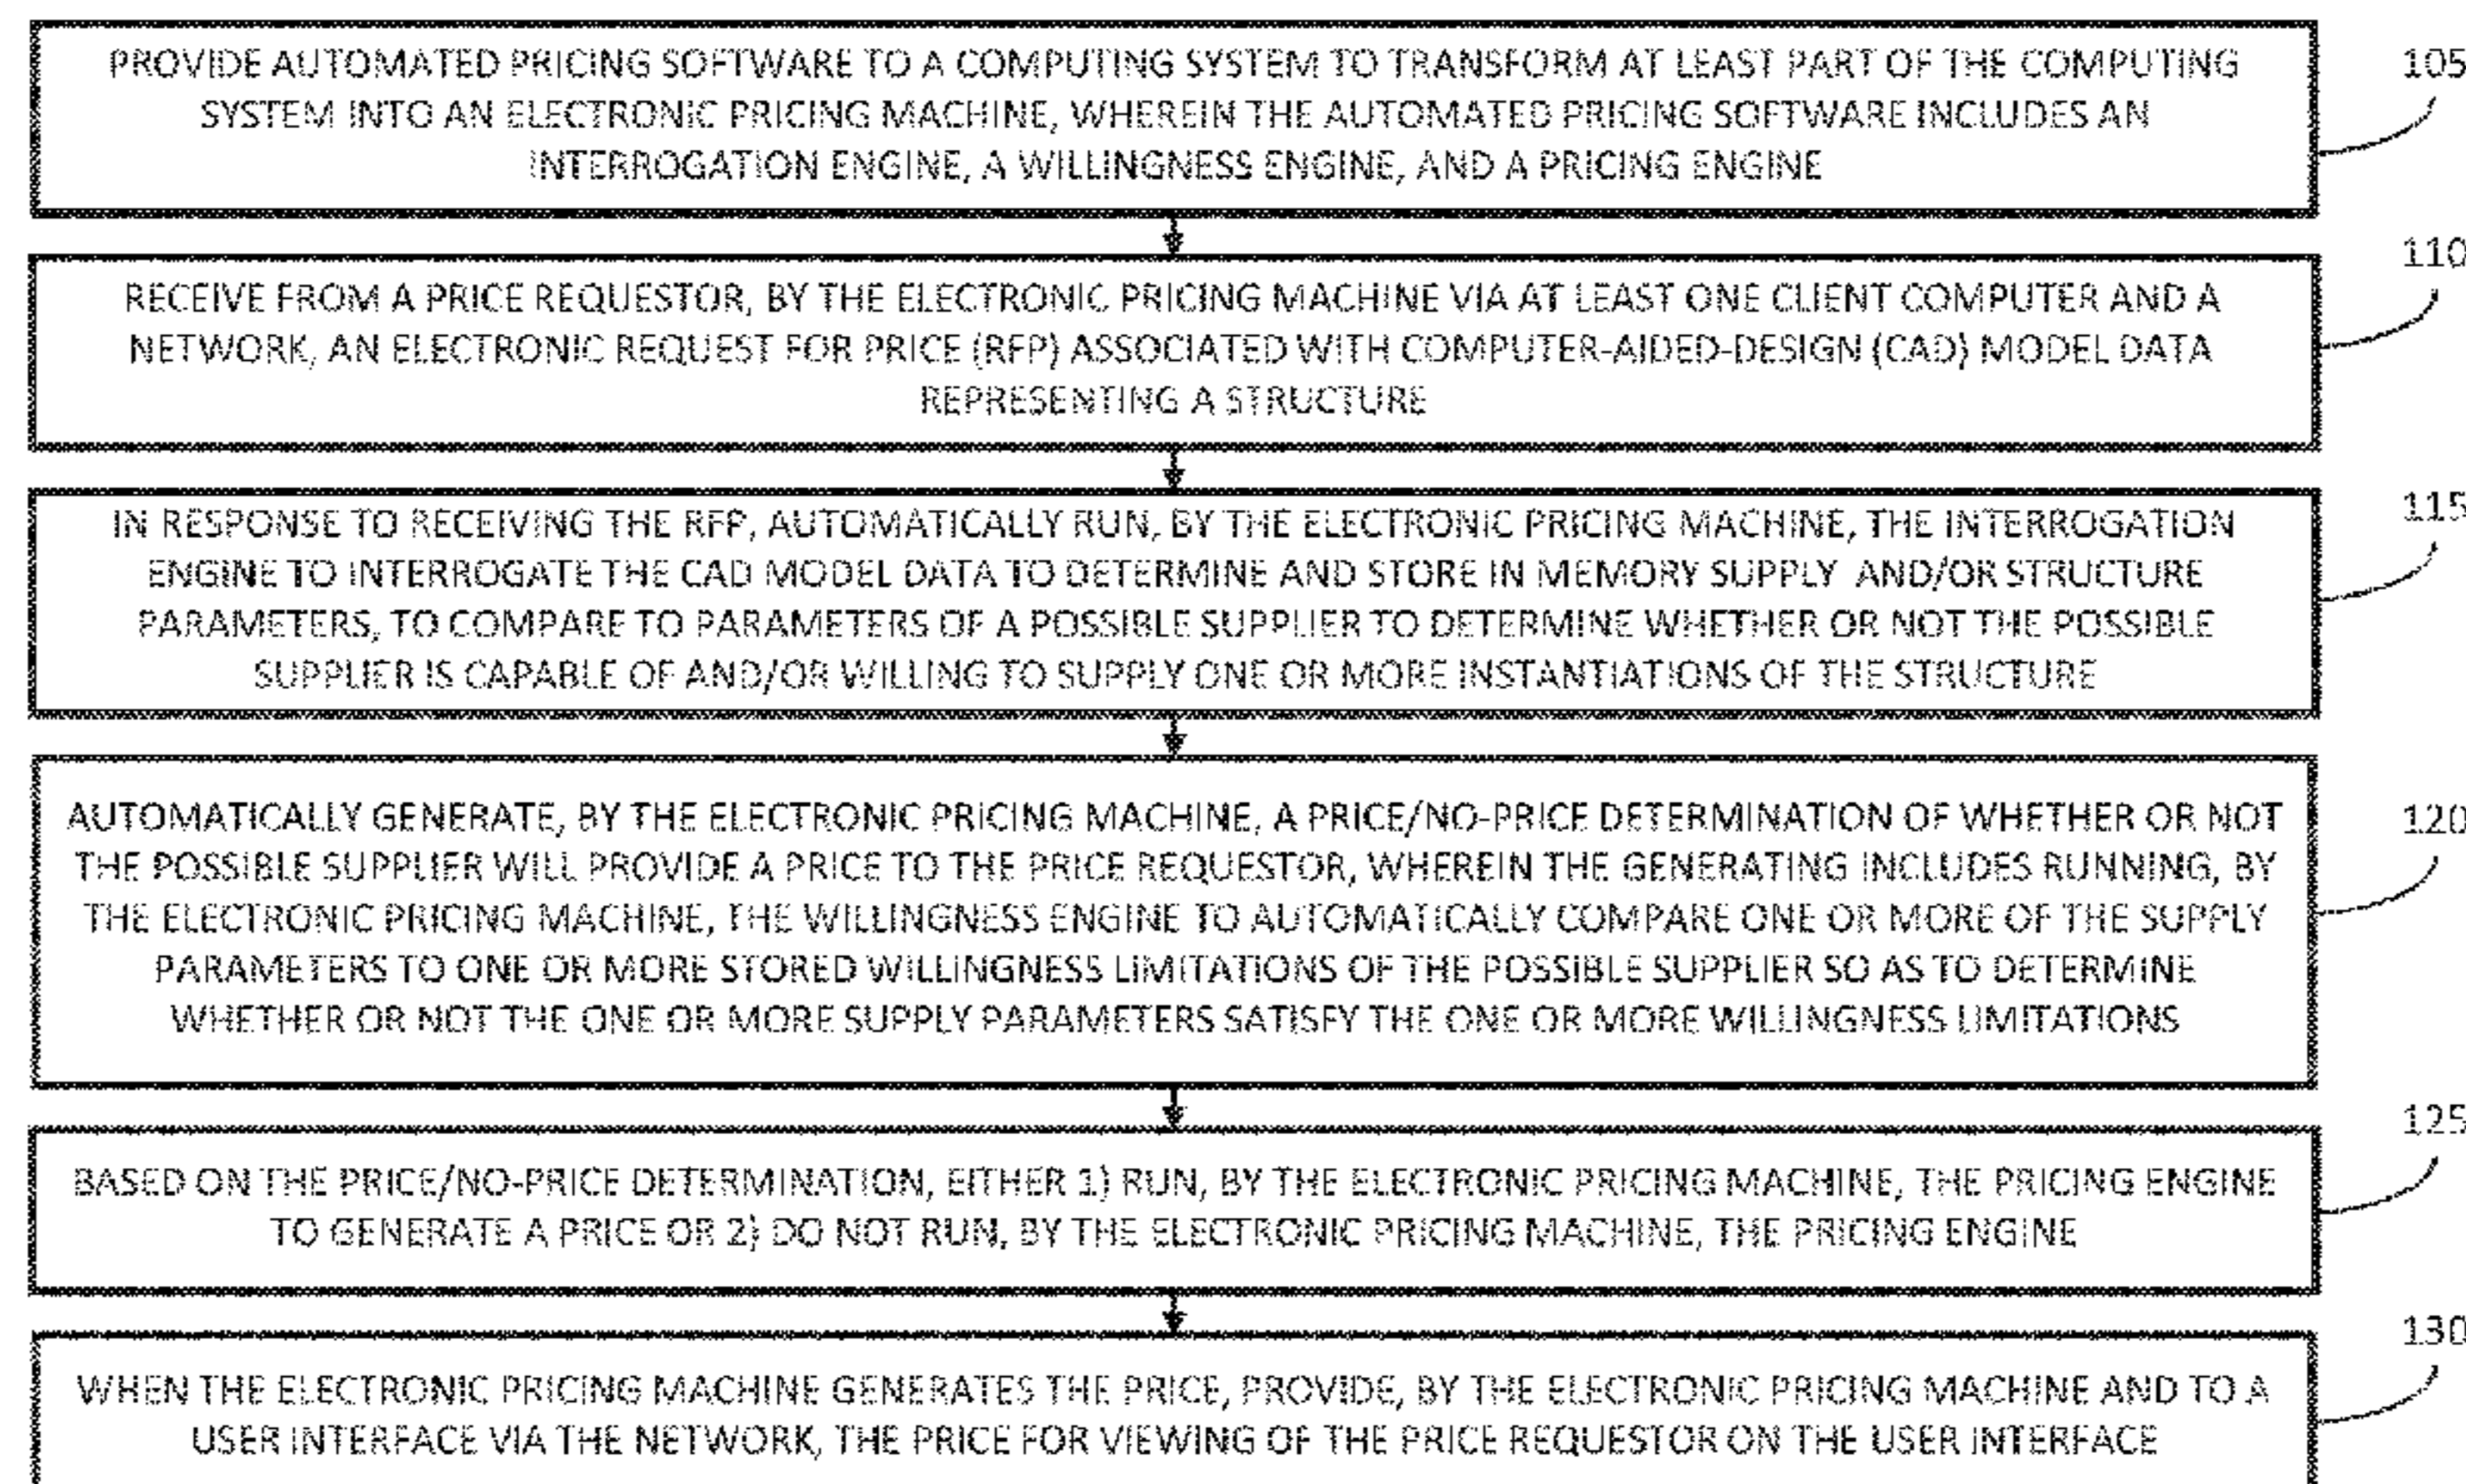 PROVIDE AUTOMATED PRICING SOFTWARE TO A COMPUTING SYSTEM TO TRANSFORM AT LEAST PART OF THE COMPUTING
SYSTEM INTO AN ELECTRONIC PRICING MACHINE, WHEREIN THE AUTOMATED PRICING SOFTWARE INCLUDES AN
INTERROGATION ENGINE, A WILLINGNESS ENGINE, AND A PRICING ENGINE
105
RECEIVE FROM A PRICE REQUESTOR, BY THE ELECTRONIC PRICING MACHINE VIA AT LEAST ONE CLIENT COMPUTER AND A
NETWORK, AN ELECTRONIC REQUEST FOR PRICE (RFP) ASSOCIATED WITH COMPUTER-AIDED-DESIGN (CAD) MODEL DATA
REPRESENTING A STRUCTURE
110
IN RESPONSE TO RECEIVING THE RFP, AUTOMATICALLY RUN, BY THE ELECTRONIC PRICING MACHINE, THE INTERROGATION
ENGINE TO INTERROGATE THE CAD MODEL DATA TO DETERMINE AND STORE IN MEMORY SUPPLY AND/OR STRUCTURE
PARAMETERS, TO COMPARE TO PARAMETERS OF A POSSIBLE SUPPLIER TO DETERMINE WHETHER OR NOT THE POSSIBLE
SUPPLIER IS CAPABLE OF AND/OR WILLING TO SUPPLY ONE OR MORE INSTANTIATIONS OF THE STRUCTURE
115
AUTOMATICALLY GENERATE, BY THE ELECTRONIC PRICING MACHINE, A PRICE/NO-PRICE DETERMINATION OF WHETHER OR NOT
THE POSSIBLE SUPPLIER WILL PROVIDE A PRICE TO THE PRICE REQUESTOR, WHEREIN THE GENERATING INCLUDES RUNNING, BY
THE ELECTRONIC PRICING MACHINE, THE WILLINGNESS ENGINE TO AUTOMATICALLY COMPARE ONE OR MORE OF THE SUPPLY
PARAMETERS TO ONE OR MORE STORED WILLINGNESS LIMITATIONS OF THE POSSIBLE SUPPLIER SO AS TO DETERMINE
WHETHER OR NOT THE ONE OR MORE SUPPLY PARAMETERS SATISFY THE ONE OR MORE WILLINGNESS LIMITATIONS
120
BASED ON THE PRICE/NO-PRICE DETERMINATION, EITHER 1) RUN, BY THE ELECTRONIC PRICING MACHINE, THE PRICING ENGINE
TO GENERATE A PRICE OR 2) DO NOT RUN, BY THE ELECTRONIC PRICING MACHINE, THE PRICING ENGINE
125
WHEN THE ELECTRONIC PRICING MACHINE GENERATES THE PRICE, PROVIDE, BY THE ELECTRONIC PRICING MACHINE AND TO A
USER INTERFACE VIA THE NETWORK, THE PRICE FOR VIEWING OF THE PRICE REQUESTOR ON THE USER INTERFACE
130